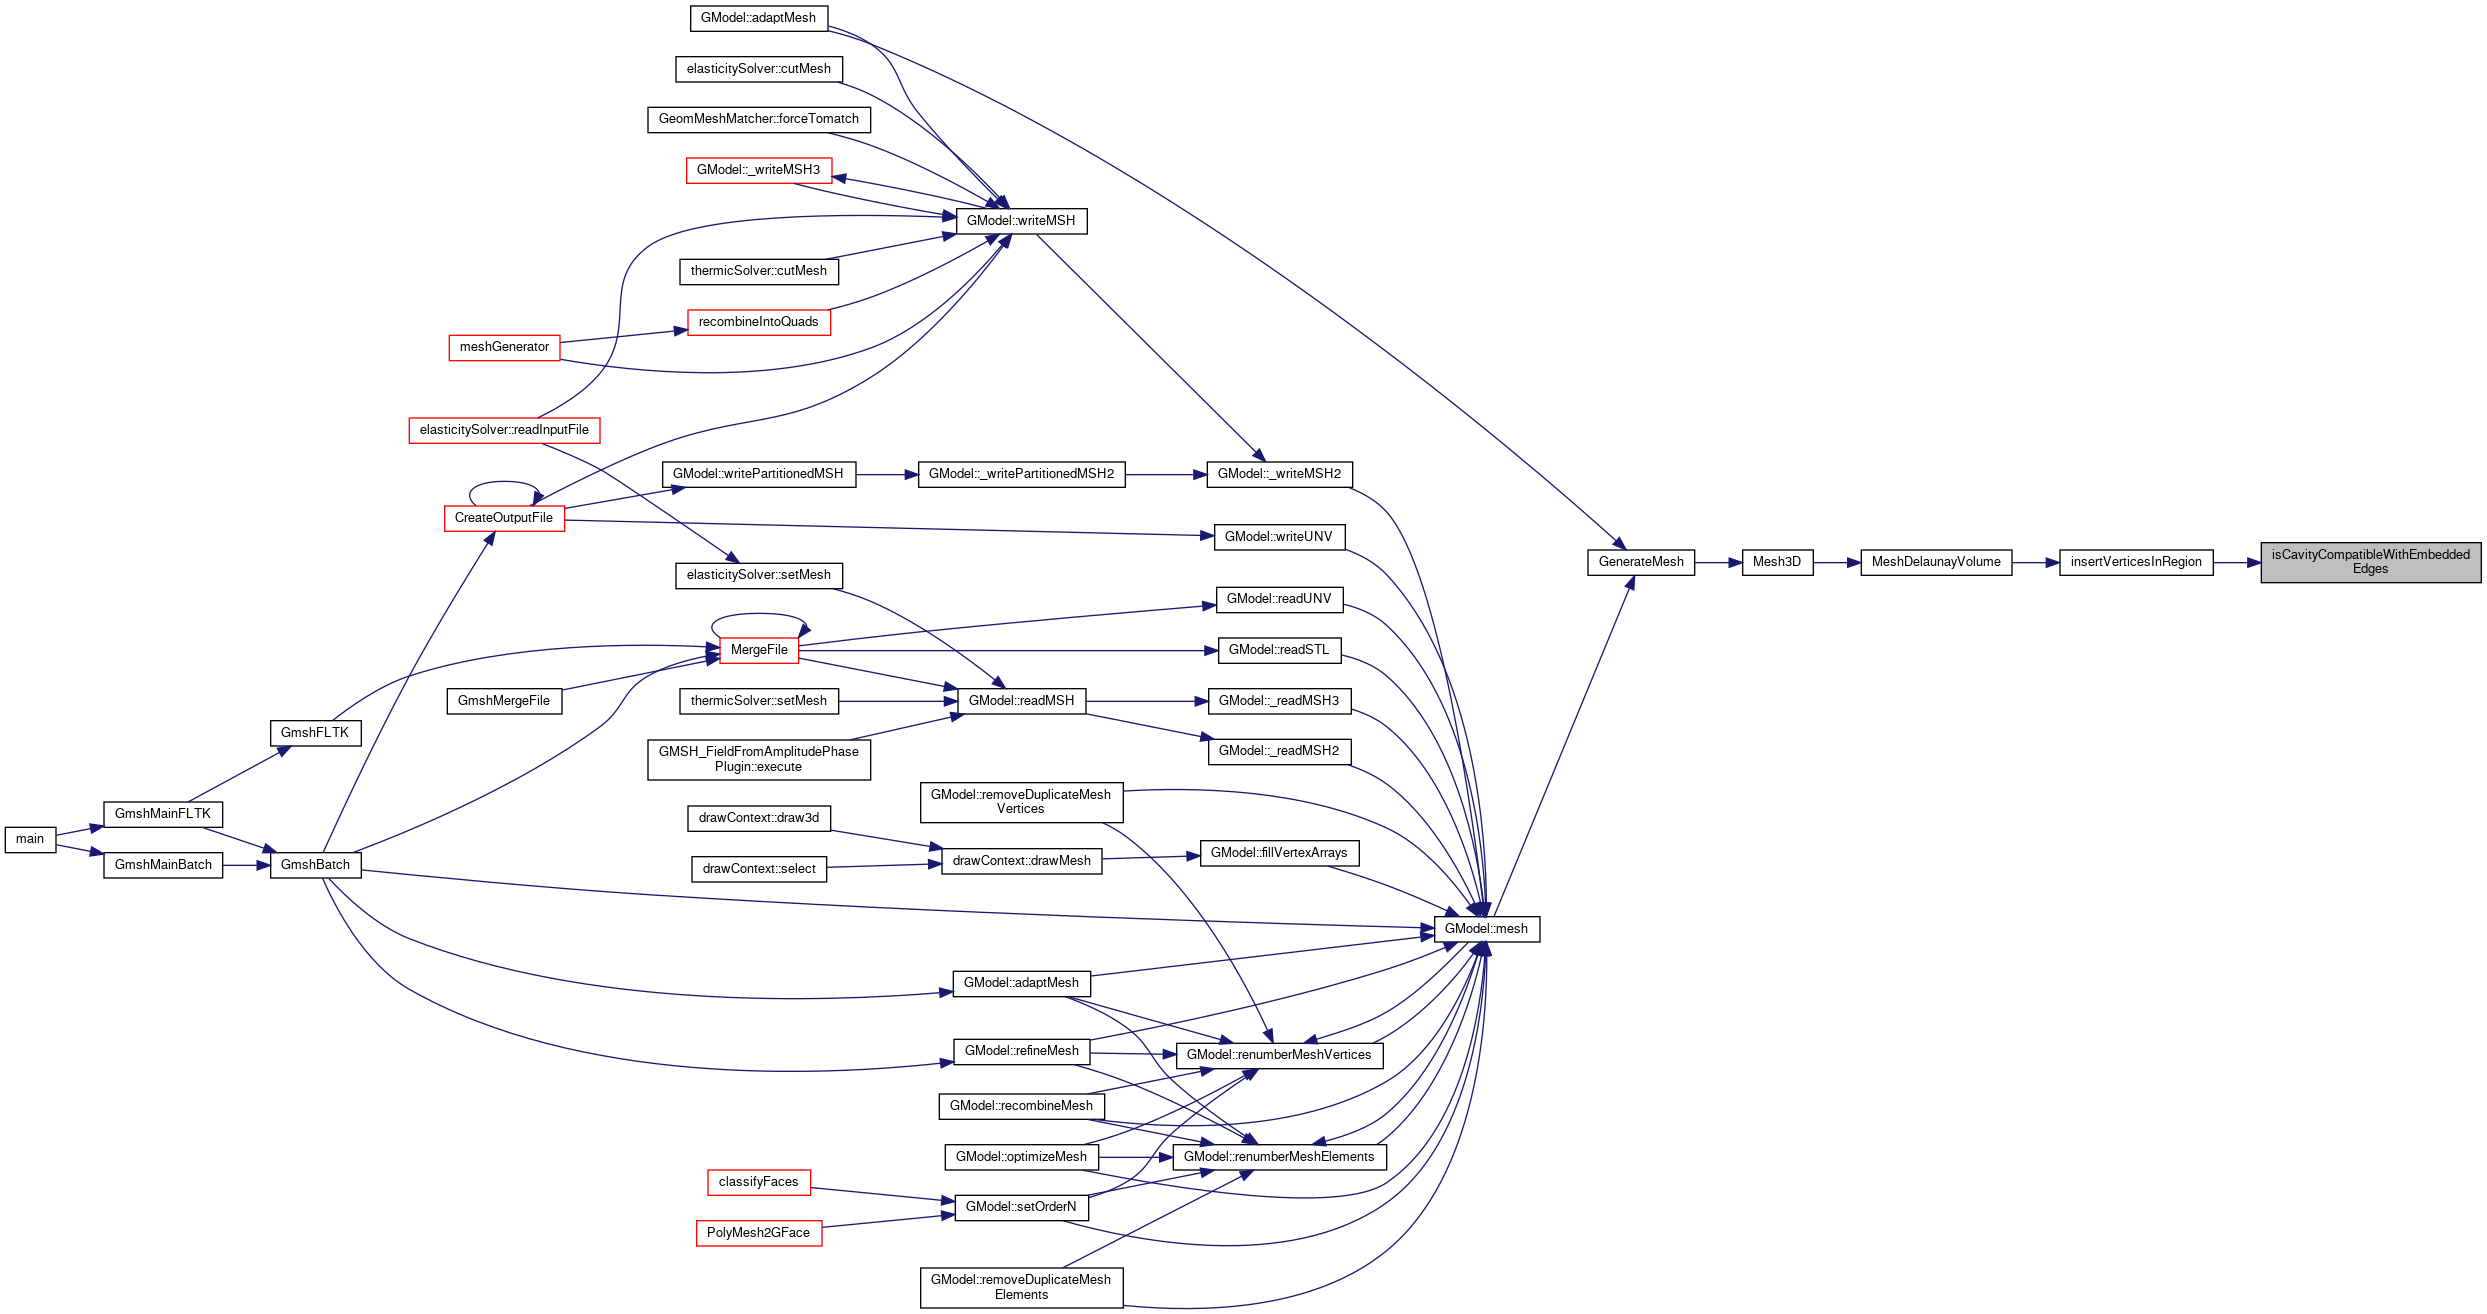 GModel::adaptMesh
elasticitySolver::cutMesh
GeomMeshMatcher::forceTomatch
GModel::_writeMSH3
GModel::writeMSH
thermicSolver::cutMesh
recombineIntoQuads
meshGenerator
elasticitySolver::readInputFile
GModel::writePartitionedMSH
GModel::_writePartitionedMSH2
GModel::_writeMSH2
CreateOutputFile
GModel::writeUNV
elasticitySolver::setMesh
GenerateMesh
Mesh3D
MeshDelaunayVolume
insertVerticesInRegion
isCavityCompatibleWithEmbedded
Edges
GModel::readUNV
MergeFile
GModel::readSTL
GmshMergeFile
thermicSolver::setMesh
GModel::readMSH
GModel::_readMSH3
GmshFLTK
GMSH_FieldFromAmplitudePhase
Plugin::execute
GModel::_readMSH2
GModel::removeDuplicateMesh
Vertices
GmshMainFLTK
drawContext::draw3d
main
GmshMainBatch
GmshBatch
drawContext::select
drawContext::drawMesh
GModel::fillVertexArrays
GModel::mesh
GModel::adaptMesh
GModel::refineMesh
GModel::renumberMeshVertices
GModel::recombineMesh
GModel::optimizeMesh
GModel::renumberMeshElements
classifyFaces
GModel::setOrderN
PolyMesh2GFace
GModel::removeDuplicateMesh
Elements